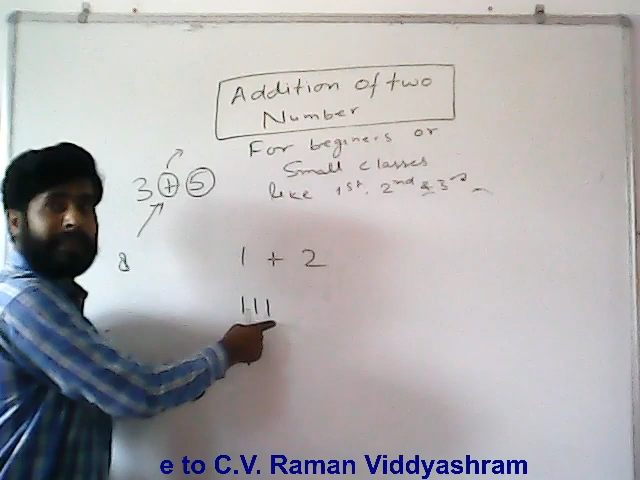 Addition of two
Number
For beginers or
Small classes
like 1st, 2nd & 3rd
3 + 5
8
1 + 2
111
e to C.V. Raman Viddyashram